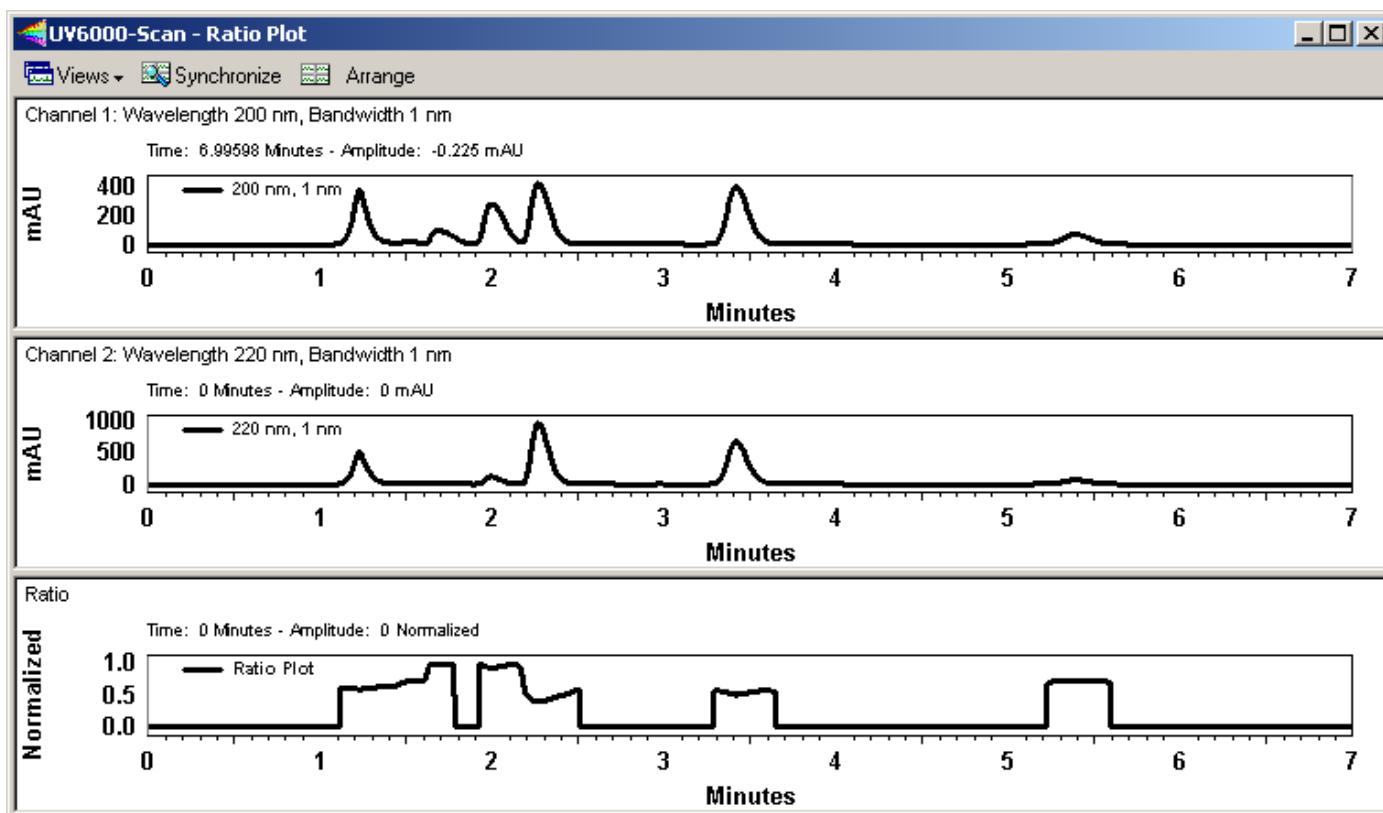 UV6000-Scan - Ratio Plot
Views Synchronize Arrange
Channel 1: Wavelength 200 nm, Bandwidth 1 nm
Time: 6.99598 Minutes - Amplitude: -0.225 mAU
mAU
400
200
0
200 nm, 1 nm
0 1 2 3 4 5 6 7
Minutes
Channel 2: Wavelength 220 nm, Bandwidth 1 nm
Time: 0 Minutes - Amplitude: 0 mAU
mAU
1000
500
0
220 nm, 1 nm
0 1 2 3 4 5 6 7
Minutes
Ratio
Time: 0 Minutes - Amplitude: 0 Normalized
Normalized
1.0
0.5
0.0
Ratio Plot
0 1 2 3 4 5 6 7
Minutes